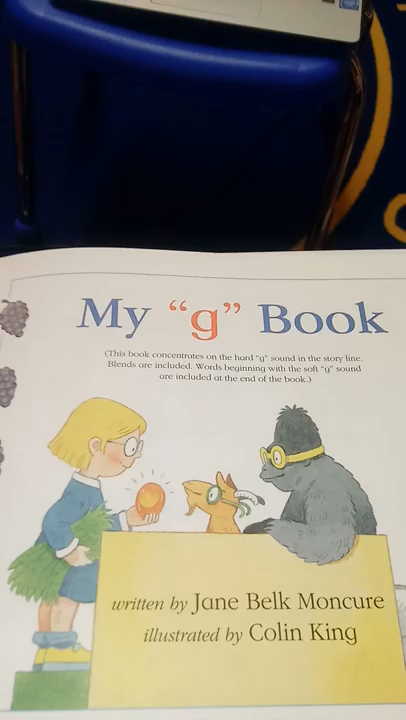 My “g” Book
(This book concentrates on the hard “g” sound in the story line.
Blends are included. Words beginning with the soft “g” sound
are included at the end of the book.)
written by Jane Belk Moncure
illustrated by Colin King